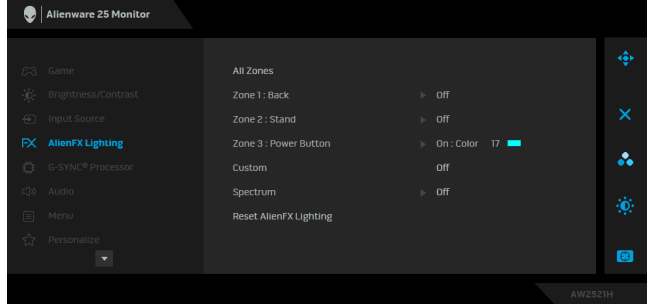 Alienware 25 Monitor
Game
Brightness/Contrast
Input Source
FX AlienFX Lighting
G-SYNC® Processor
Audio
Menu
Personalize
All Zones
Zone 1 : Back Off
Zone 2 : Stand Off
Zone 3 : Power Button On : Color 17
Custom Off
Spectrum Off
Reset AlienFX Lighting
AW2521H